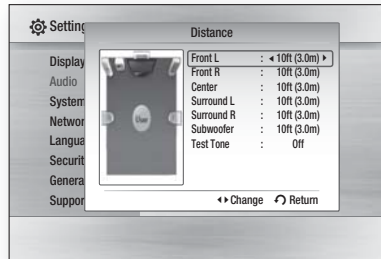 Setting
Distance
Display
Audio
System
Networ
Langua
Securit
Genera
Suppor
Front L : ◀ 10ft (3.0m) ▶
Front R : 10ft (3.0m)
Center : 10ft (3.0m)
Surround L : 10ft (3.0m)
Surround R : 10ft (3.0m)
Subwoofer : 10ft (3.0m)
Test Tone : Off
◀▶ Change ↶ Return